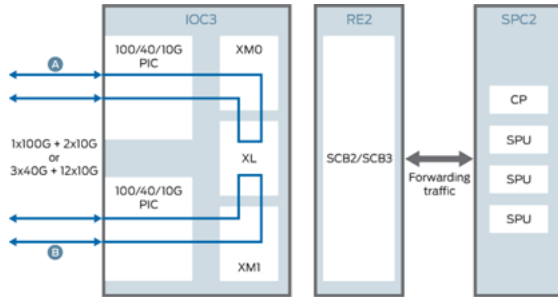 IOC3
RE2
SPC2
100/40/10G
PIC
XM0
A
CP
1x100G + 2x10G
or
3x40G + 12x10G
XL
SCB2/SCB3
Forwarding
traffic
SPU
SPU
SPU
100/40/10G
PIC
B
XM1